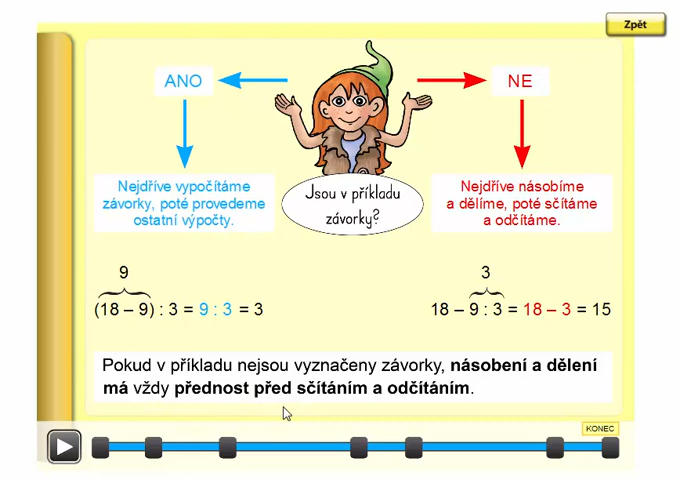 Zpět
ANO
NE
Nejdříve vypočítáme
závorky, poté provedeme
ostatní výpočty.
Jsou v příkladu
závorky?
Nejdříve násobíme
a dělíme, poté sčítáme
a odčítáme.
9
(18 – 9) : 3 = 9 : 3 = 3
3
18 – 9 : 3 = 18 – 3 = 15
Pokud v příkladu nejsou vyznačeny závorky, násobení a dělení
má vždy přednost před sčítáním a odčítáním.
KONEC